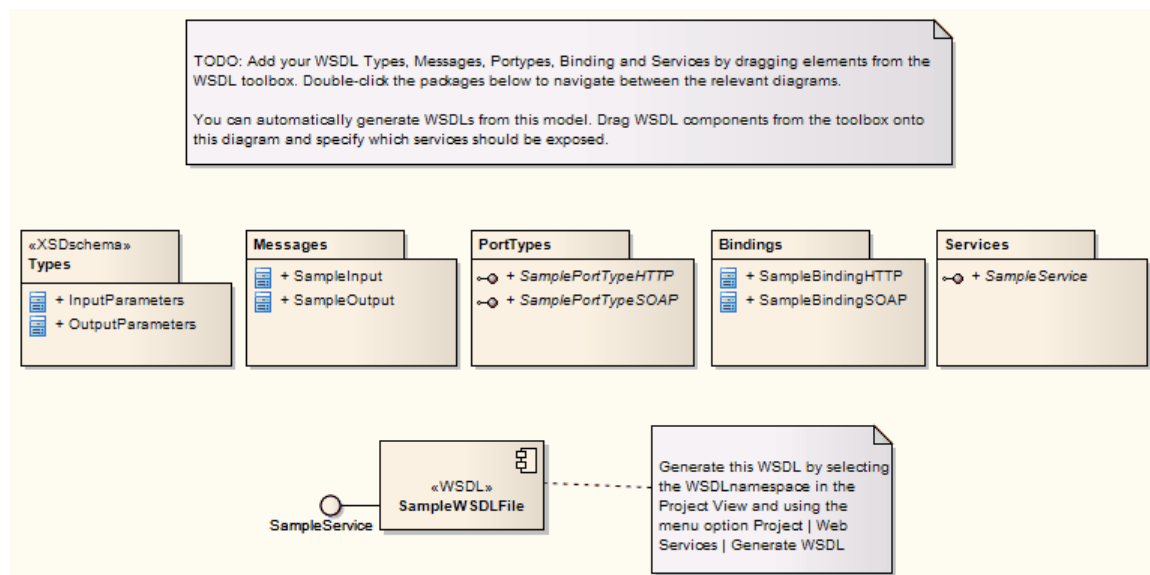 TODO: Add your WSDL Types, Messages, Portypes, Binding and Services by dragging elements from the
WSDL toolbox. Double-click the packages below to navigate between the relevant diagrams.
You can automatically generate WSDLs from this model. Drag WSDL components from the toolbox onto
this diagram and specify which services should be exposed.
«XSDschema»
Types
+ InputParameters
+ OutputParameters
Messages
+ SampleInput
+ SampleOutput
PortTypes
+ SamplePortTypeHTTP
+ SamplePortTypeSOAP
Bindings
+ SampleBindingHTTP
+ SampleBindingSOAP
Services
+ SampleService
«WSDL»
SampleWSDLFile
SampleService
Generate this WSDL by selecting
the WSDLnamespace in the
Project View and using the
menu option Project | Web
Services | Generate WSDL